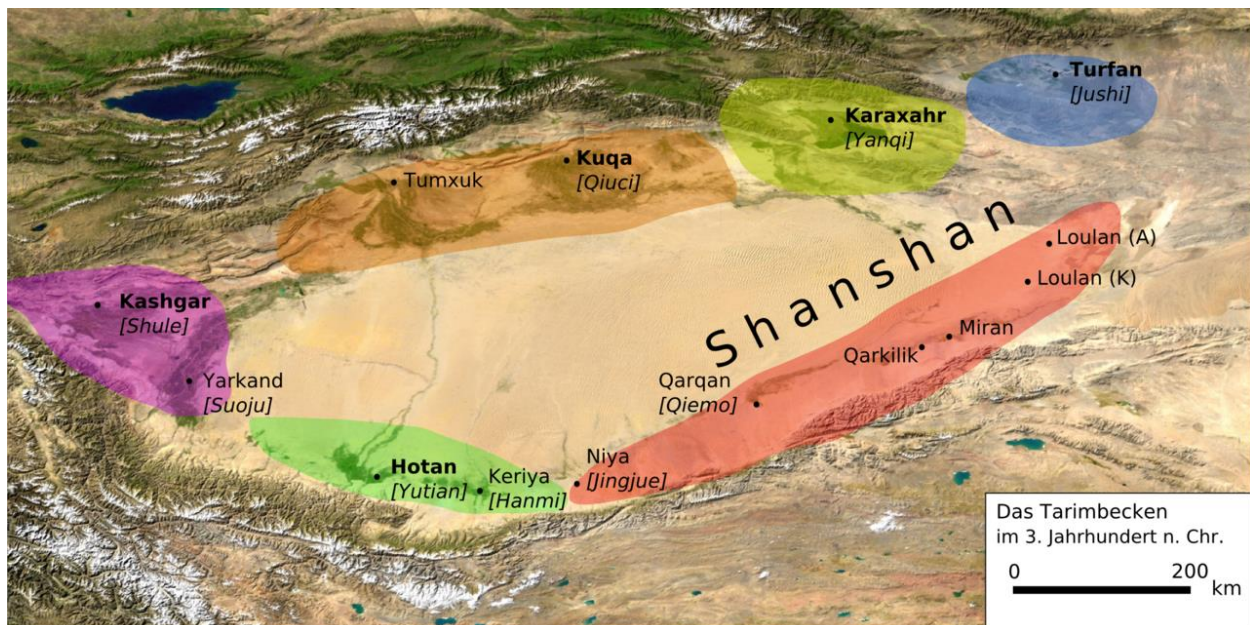 Turfan
[Jushi]
Karaxahr
[Yanqi]
Kuqa
[Qiuci]
Tumxuk
Shanshan
Loulan (A)
Loulan (K)
Kashgar
[Shule]
Miran
Qarkilik
Yarkand
[Suoju]
Qarqan
[Qiemo]
Hotan
[Yutian]
Keriya
[Hanmi]
Niya
[Jingjue]
Das Tarimbecken
im 3. Jahrhundert n. Chr.
0 200 km